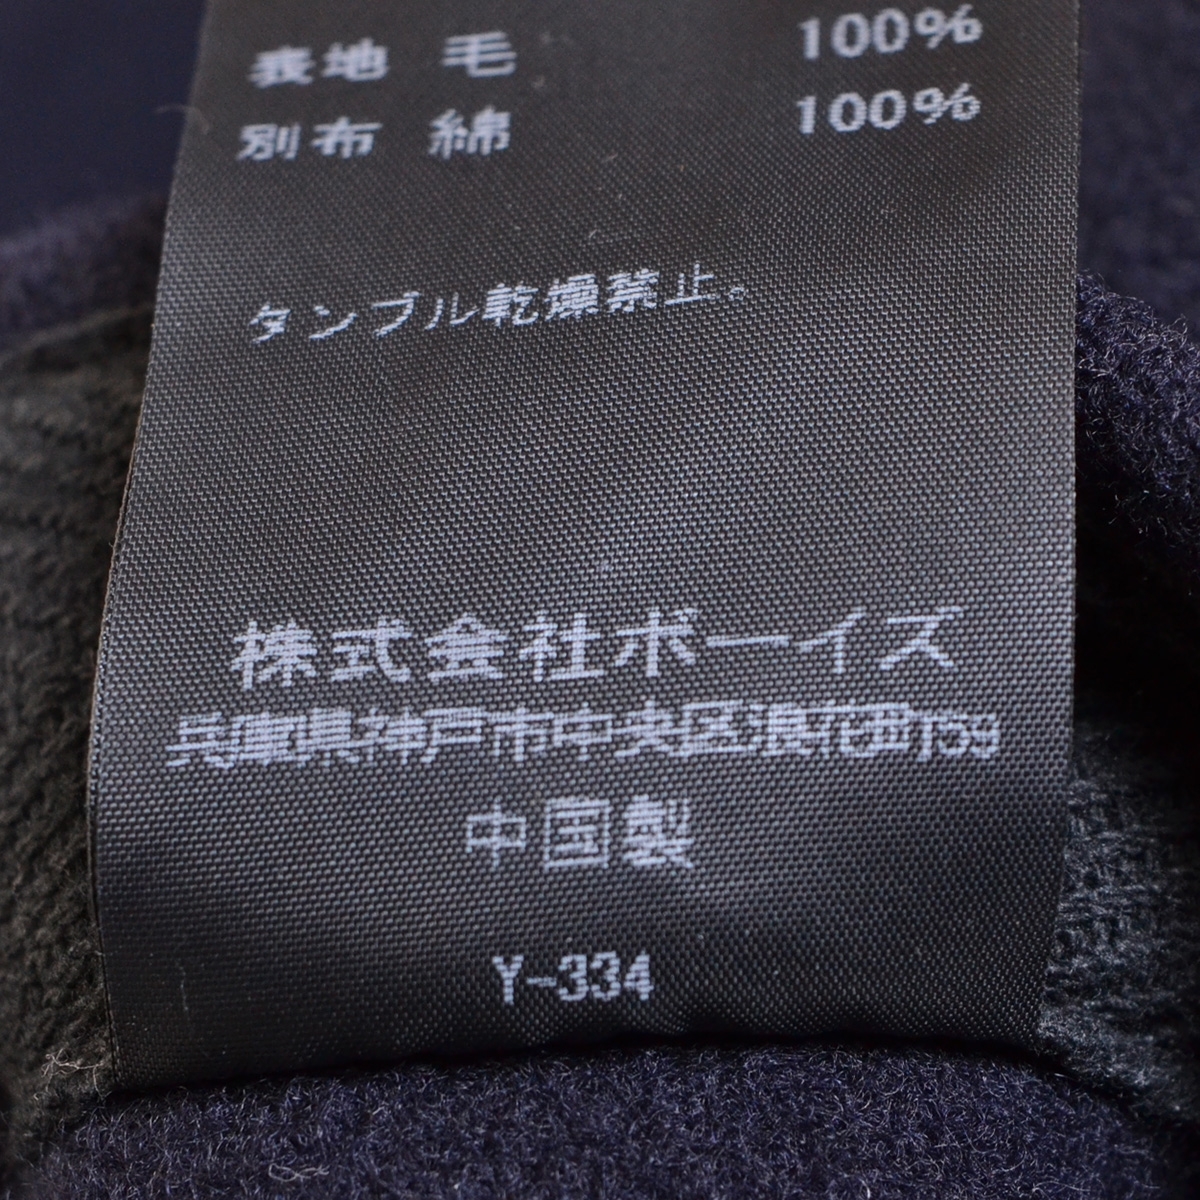 表地 毛 100%
別布 綿 100%
タンブル乾燥禁止。
株式会社ボーイズ
兵庫県神戸市中央区浪花町59
中国製
Y-334